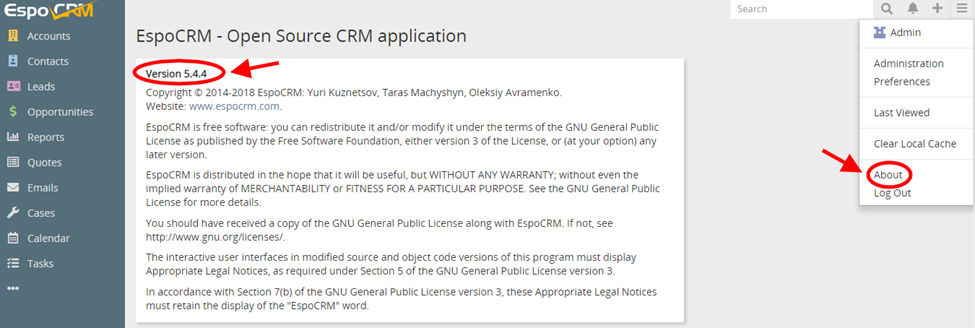 EspoCRM
Search
Accounts
Contacts
Leads
Opportunities
Reports
Quotes
Emails
Cases
Calendar
Tasks
EspoCRM - Open Source CRM application
Version 5.4.4
Copyright © 2014-2018 EspoCRM: Yuri Kuznetsov, Taras Machyshyn, Oleksiy Avramenko.
Website: www.espocrm.com.
EspoCRM is free software: you can redistribute it and/or modify it under the terms of the GNU General Public
License as published by the Free Software Foundation, either version 3 of the License, or (at your option) any
later version.
EspoCRM is distributed in the hope that it will be useful, but WITHOUT ANY WARRANTY; without even the
implied warranty of MERCHANTABILITY or FITNESS FOR A PARTICULAR PURPOSE. See the GNU General Public
License for more details.
You should have received a copy of the GNU General Public License along with EspoCRM. If not, see
http://www.gnu.org/licenses/.
The interactive user interfaces in modified source and object code versions of this program must display
Appropriate Legal Notices, as required under Section 5 of the GNU General Public License version 3.
In accordance with Section 7(b) of the GNU General Public License version 3, these Appropriate Legal Notices
must retain the display of the "EspoCRM" word.
Admin
Administration
Preferences
Last Viewed
Clear Local Cache
About
Log Out